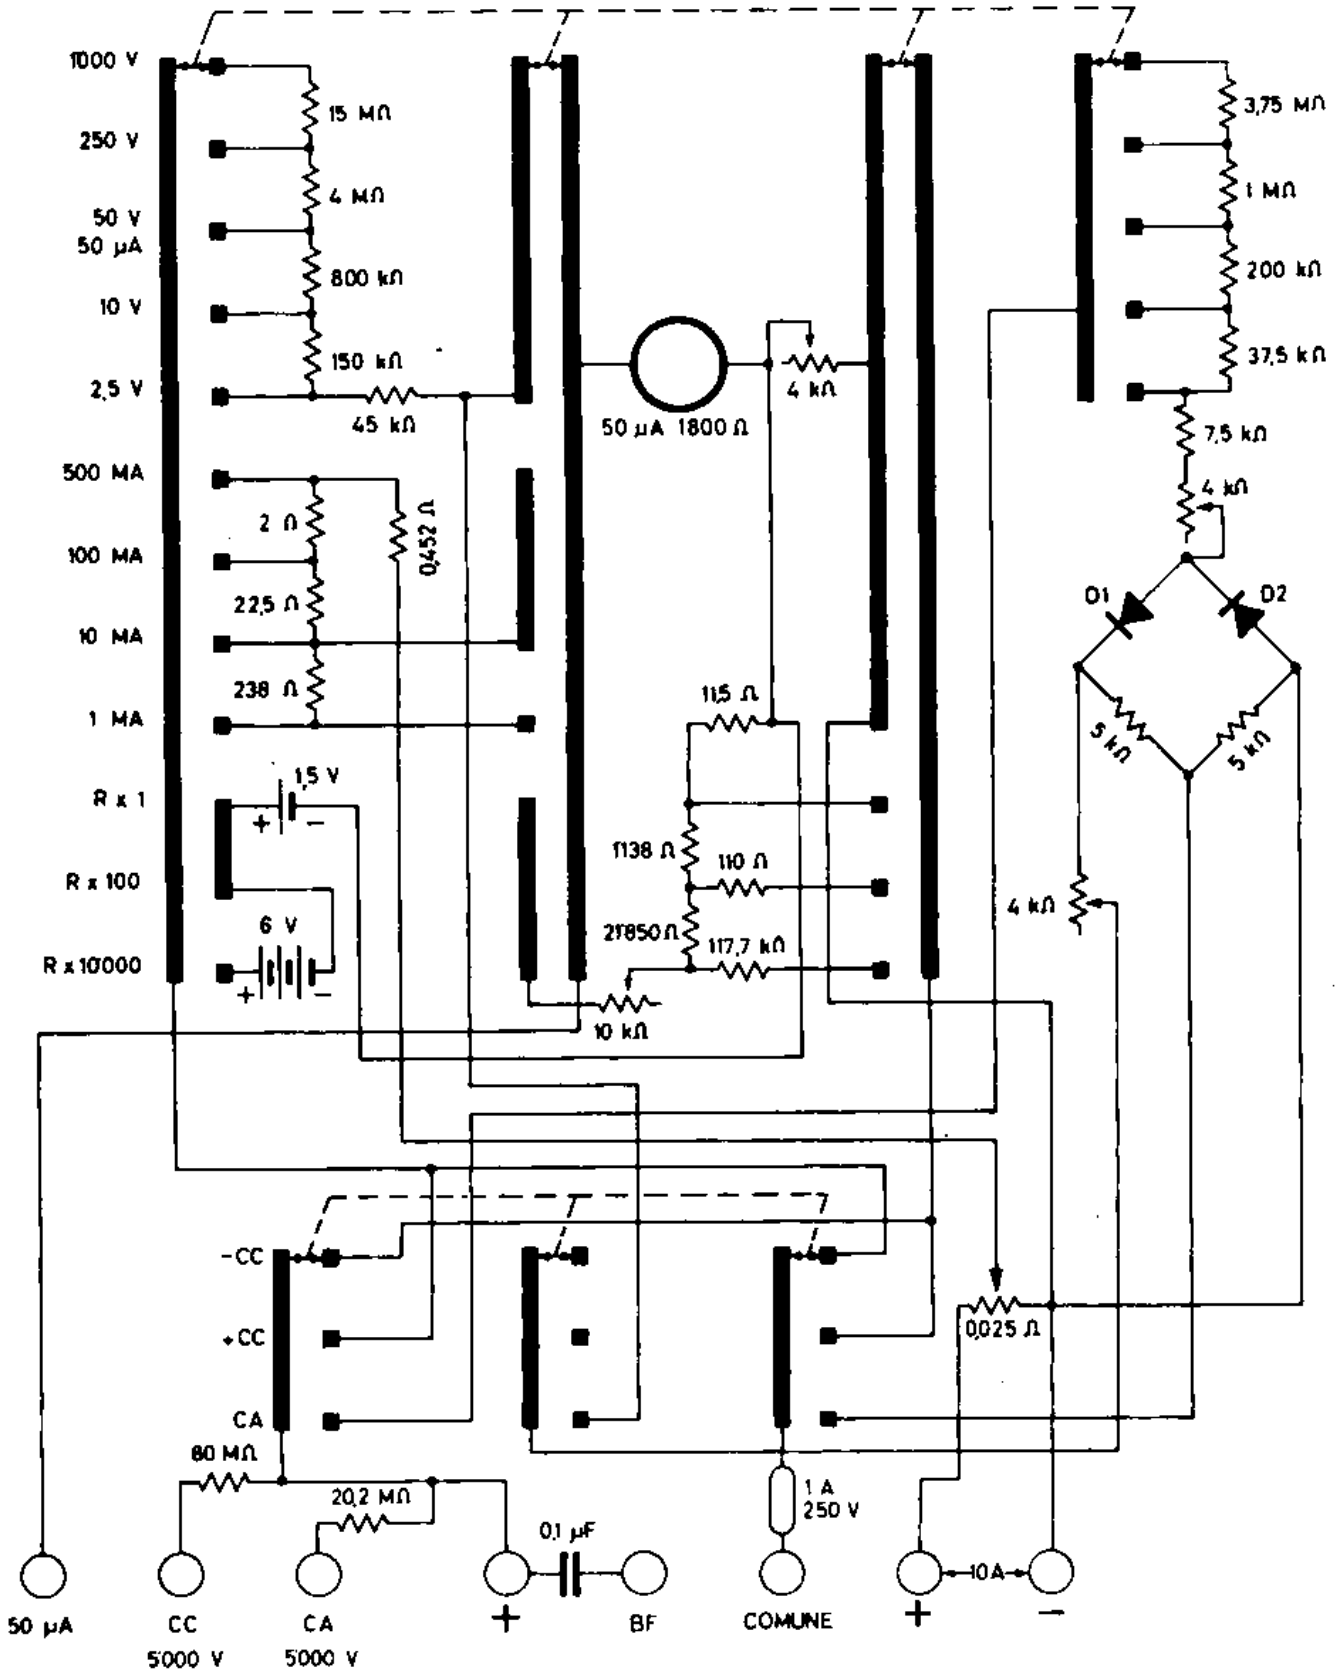 1000 V
15 MΩ
3,75 MΩ
250 V
4 MΩ
1 MΩ
50 V
50 µA
800 kΩ
200 kΩ
10 V
150 kΩ
37,5 kΩ
2,5 V
45 kΩ
4 kΩ
50 µA 1800 Ω
7,5 kΩ
500 MA
4 kΩ
2 Ω
0,452 Ω
100 MA
22,5 Ω
D1
D2
10 MA
238 Ω
11,5 Ω
1 MA
5 kΩ
5 kΩ
1,5 V
R x 1
+
-
1138 Ω
110 Ω
R x 100
4 kΩ
6 V
21850 Ω
117,7 kΩ
R x 10000
+
-
10 kΩ
-CC
+CC
0,025 Ω
CA
80 MΩ
20,2 MΩ
1 A
250 V
0,1 µF
10A
50 µA
CC
5000 V
CA
5000 V
+
BF
COMUNE
+
-